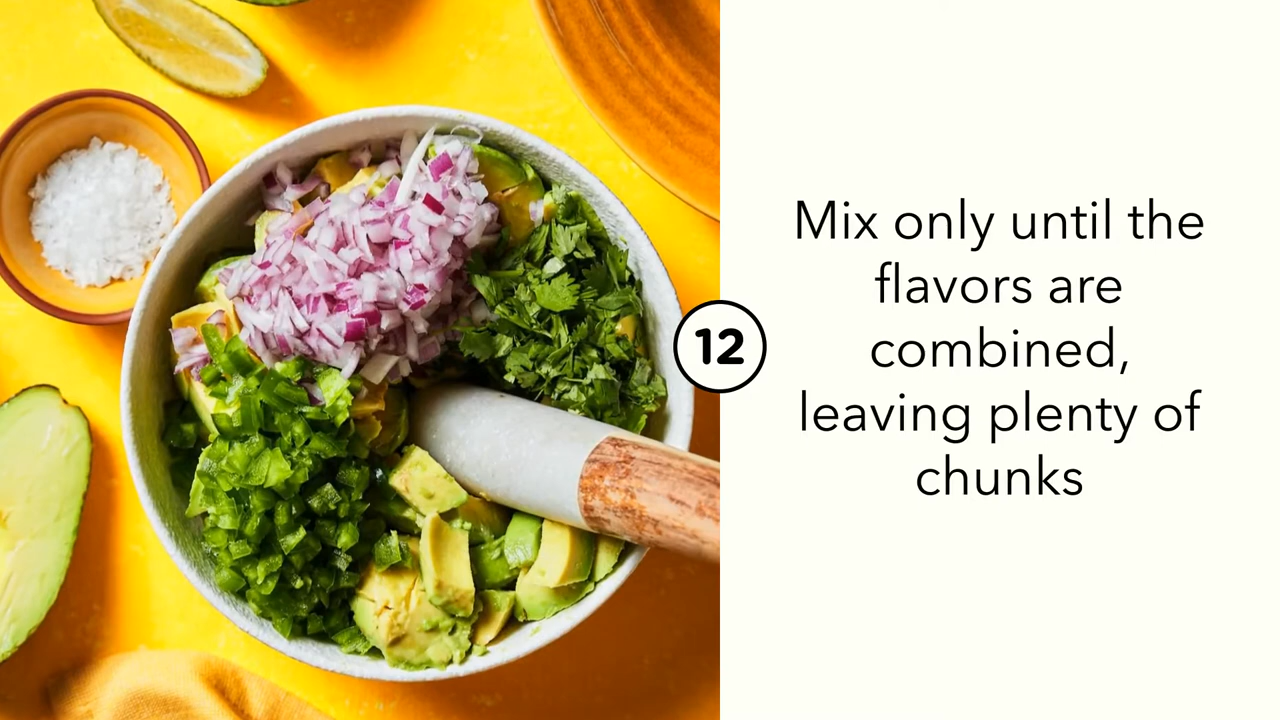 12
Mix only until the
flavors are
combined,
leaving plenty of
chunks